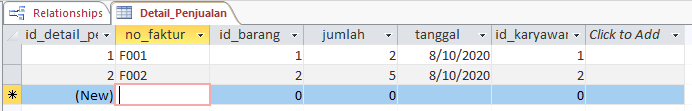 Relationships Detail_Penjualan
id_detail_pe no_faktur id_barang jumlah tanggal id_karyawan Click to Add
1 F001 1 2 8/10/2020 1
2 F002 2 5 8/10/2020 2
* (New) 0 0 0